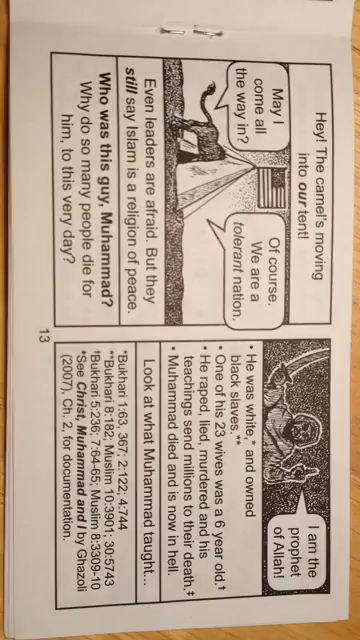 Hey! The camel's moving
into our tent!
May I
come all
the way in?
Of course.
We are a
tolerant nation.
Even leaders are afraid. But they
still say Islam is a religion of peace.
Who was this guy, Muhammad?
Why do so many people die for
him, to this very day?
13
I am the
prophet
of Allah!
• He was white,* and owned
black slaves.**
• One of his 23 wives was a 6 year old.†
• He raped, lied, murdered and his
teachings send millions to their death.‡
• Muhammad died and is now in hell.
Look at what Muhammad taught...
*Bukhari 1:63, 367; 2:122; 4:744
**Bukhari 8:182; Muslim 10:3901; 30:5743
†Bukhari 5:236; 7:64-65; Muslim 8:3309-10
‡See Christ, Muhammad and I by Ghazoli
(2007), Ch. 2, for documentation.